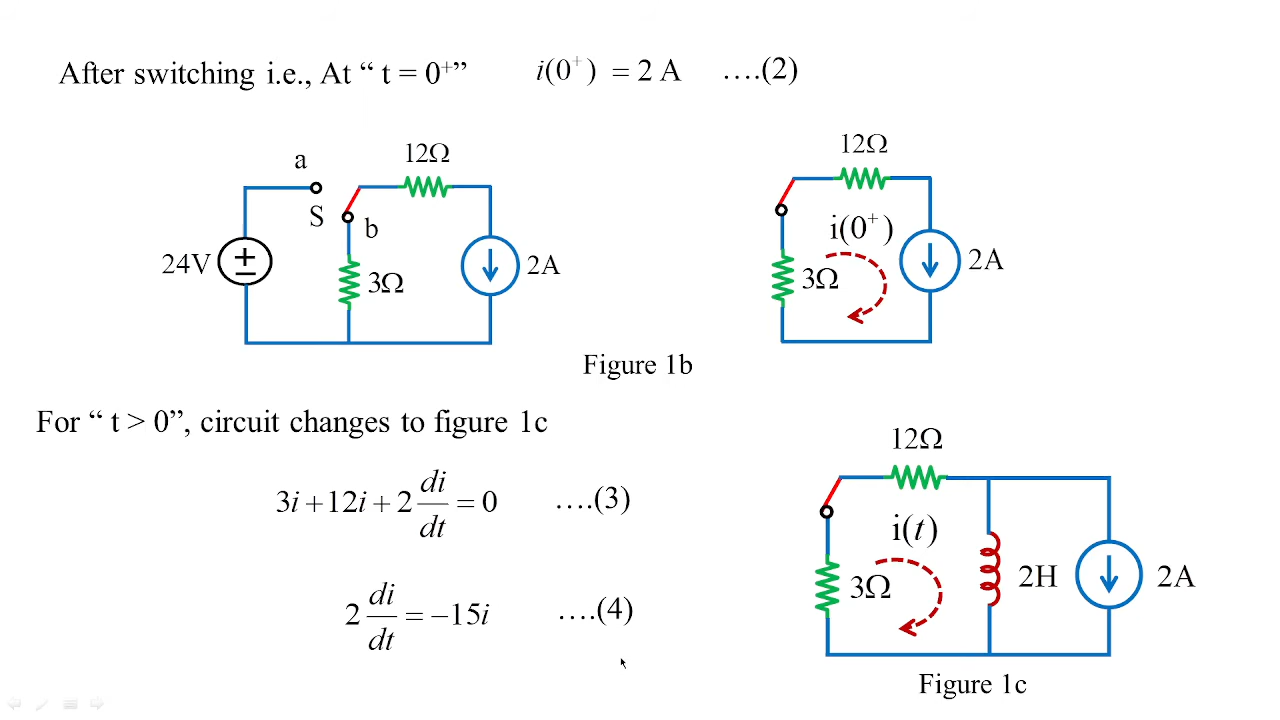 After switching i.e., At “ t = 0⁺” i(0⁺) = 2 A ….(2)
12Ω
a
S
b
24V
3Ω
2A
12Ω
i(0⁺)
3Ω
2A
Figure 1b
For “ t > 0”, circuit changes to figure 1c
3i + 12i + 2 di/dt = 0 ….(3)
2 di/dt = −15i ….(4)
12Ω
i(t)
3Ω
2H
2A
Figure 1c